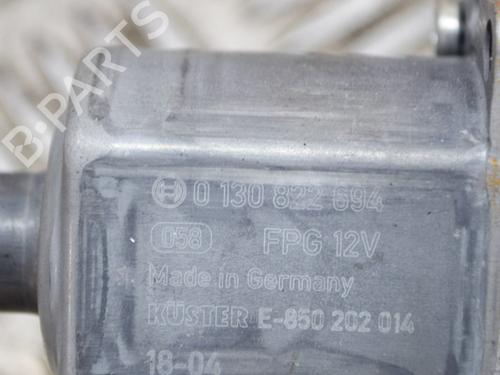 B-PARTS
0 130 822 694
058 FPG 12V
Made in Germany
KÜSTER E-850 202 014
18-04